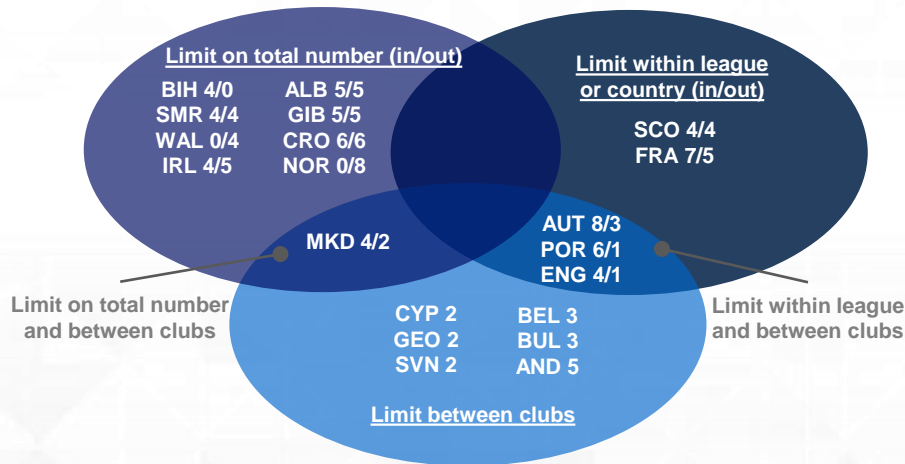 Limit on total number (in/out)
BIH 4/0 ALB 5/5
SMR 4/4 GIB 5/5
WAL 0/4 CRO 6/6
IRL 4/5 NOR 0/8
Limit within league
or country (in/out)
SCO 4/4
FRA 7/5
MKD 4/2
AUT 8/3
POR 6/1
ENG 4/1
Limit on total number
and between clubs
Limit within league
and between clubs
CYP 2 BEL 3
GEO 2 BUL 3
SVN 2 AND 5
Limit between clubs